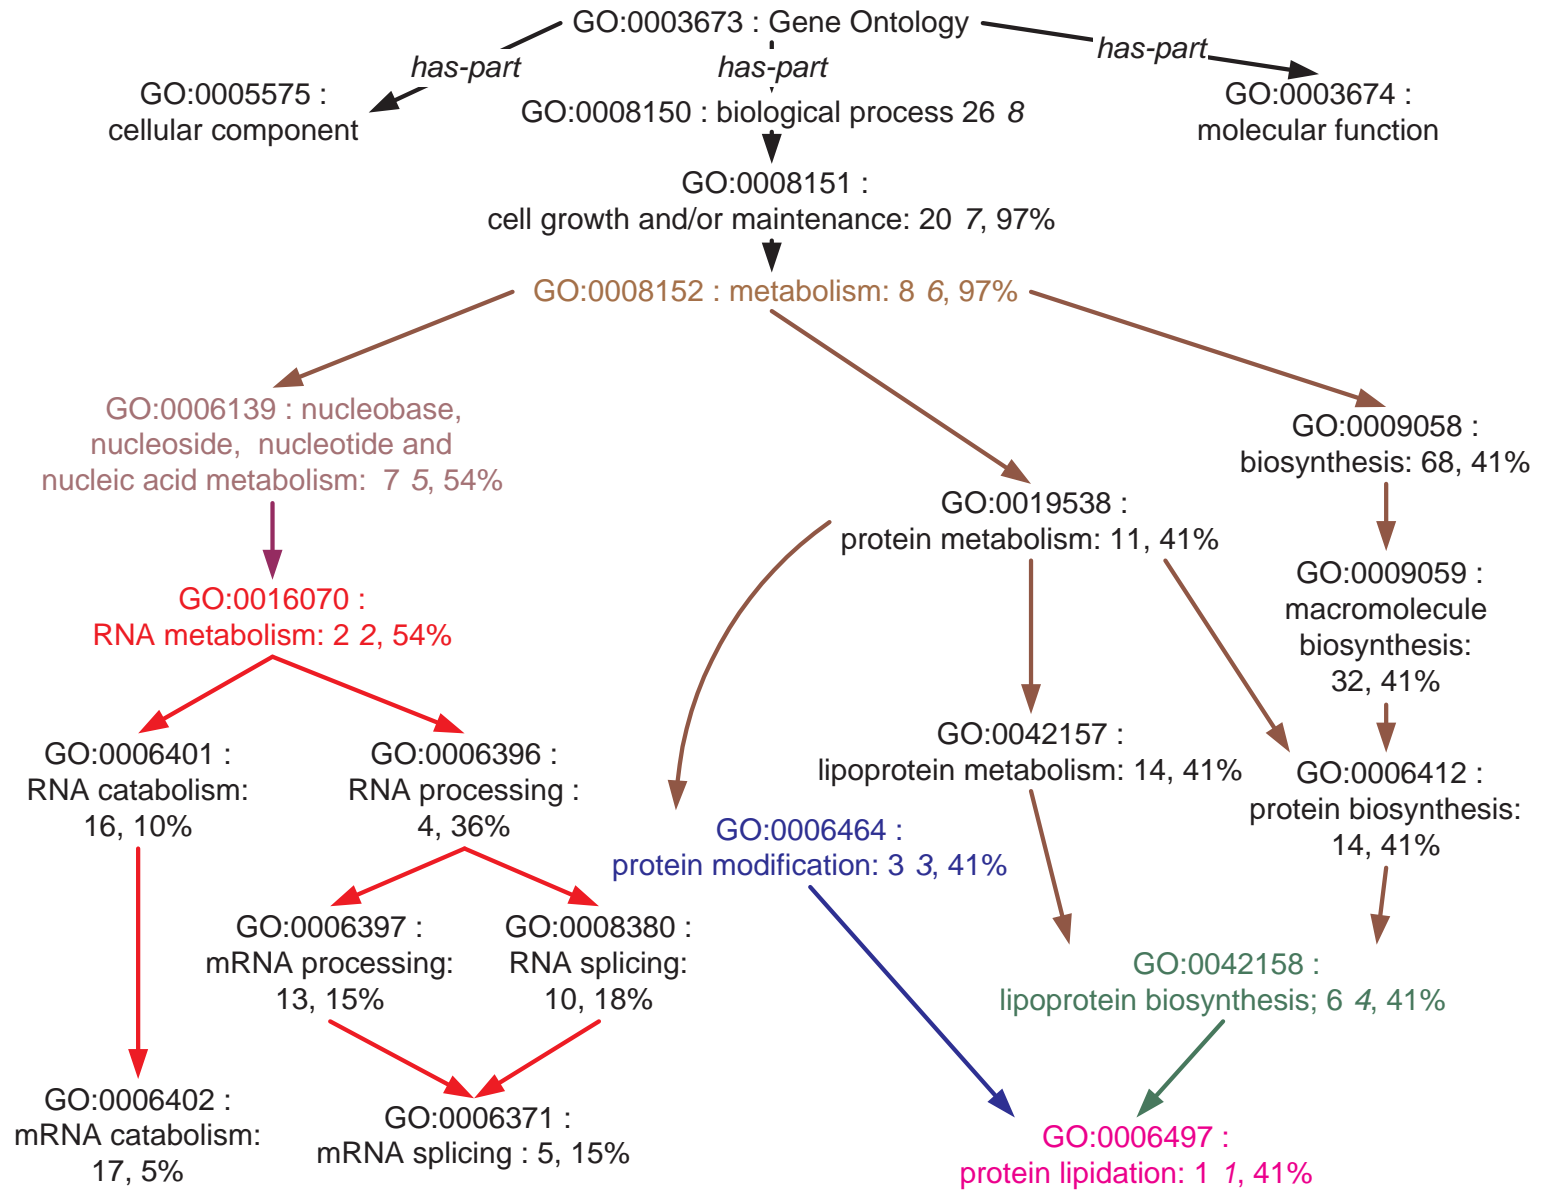 GO:0003673 : Gene Ontology
has-part
has-part
has-part
GO:0005575 :
cellular component
GO:0008150 : biological process 26 8
GO:0003674 :
molecular function
GO:0008151 :
cell growth and/or maintenance: 20 7, 97%
GO:0008152 : metabolism: 8 6, 97%
GO:0006139 : nucleobase,
nucleoside, nucleotide and
nucleic acid metabolism: 7 5, 54%
GO:0009058 :
biosynthesis: 68, 41%
GO:0019538 :
protein metabolism: 11, 41%
GO:0009059 :
macromolecule
biosynthesis:
32, 41%
GO:0016070 :
RNA metabolism: 2 2, 54%
GO:0006401 :
RNA catabolism:
16, 10%
GO:0006396 :
RNA processing :
4, 36%
GO:0042157 :
lipoprotein metabolism: 14, 41%
GO:0006412 :
protein biosynthesis:
14, 41%
GO:0006464 :
protein modification: 3 3, 41%
GO:0006397 :
mRNA processing:
13, 15%
GO:0008380 :
RNA splicing:
10, 18%
GO:0042158 :
lipoprotein biosynthesis; 6 4, 41%
GO:0006402 :
mRNA catabolism:
17, 5%
GO:0006371 :
mRNA splicing : 5, 15%
GO:0006497 :
protein lipidation: 1 1, 41%